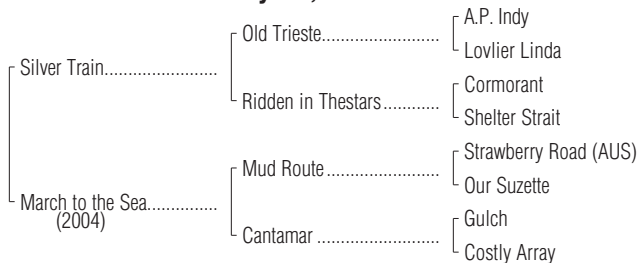 A.P. Indy
Old Trieste
Lovlier Linda
Silver Train
Cormorant
Ridden in Thestars
Shelter Strait
Strawberry Road (AUS)
Mud Route
Our Suzette
March to the Sea
(2004)
Gulch
Cantamar
Costly Array